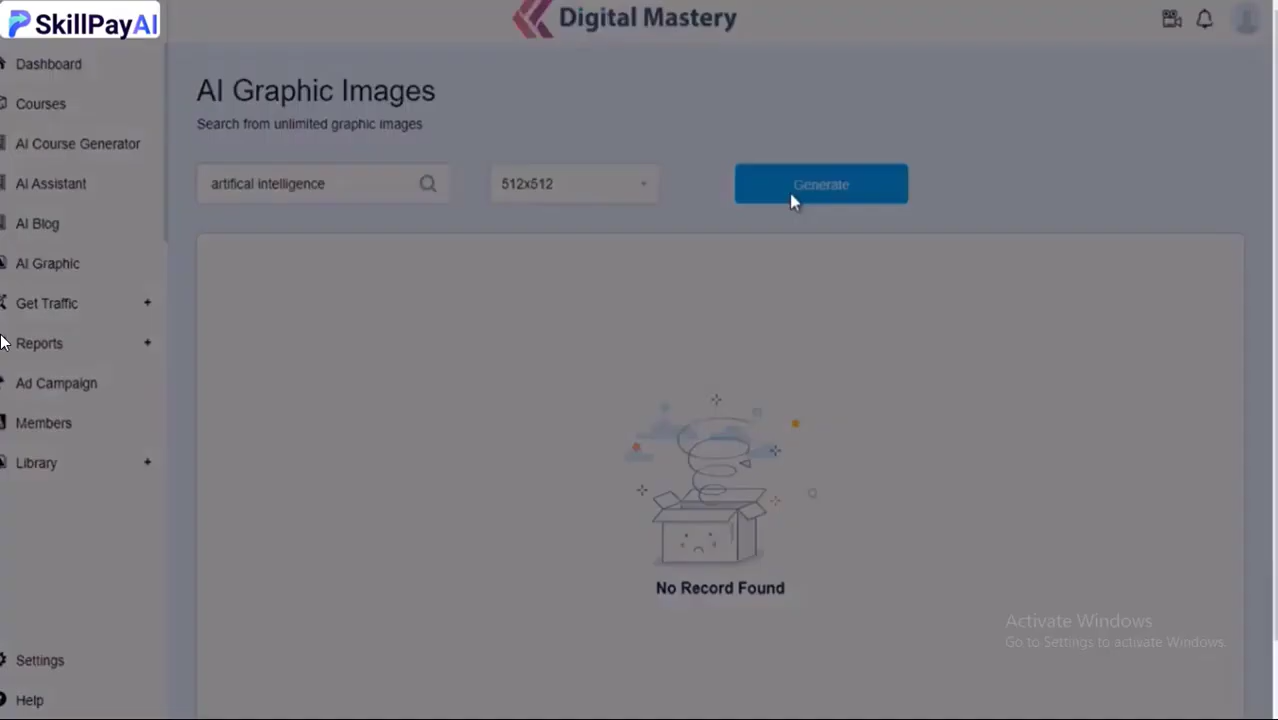 SkillPayAI
Digital Mastery
Dashboard
Courses
AI Course Generator
AI Assistant
AI Blog
AI Graphic
Get Traffic +
Reports +
Ad Campaign
Members
Library +
Settings
Help
AI Graphic Images
Search from unlimited graphic images
artifical intelligence
512x512
Generate
No Record Found
Activate Windows
Go to Settings to activate Windows.